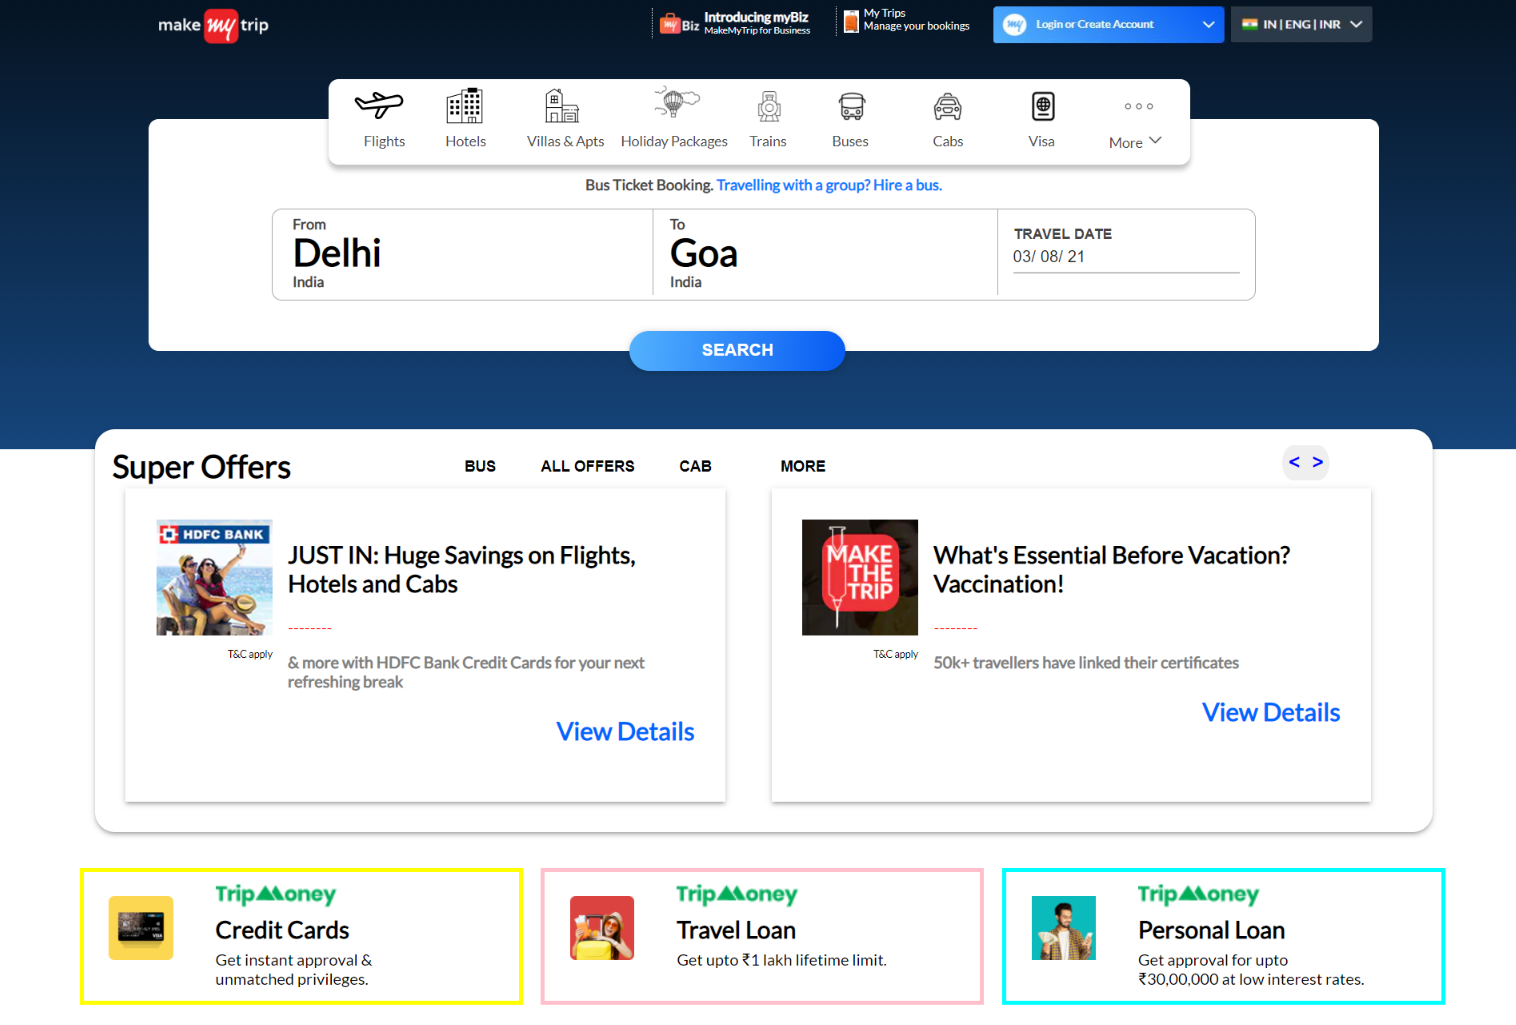 make my trip
my Biz
Introducing myBiz
MakeMyTrip for Business
My Trips
Manage your bookings
my
Login or Create Account
IN | ENG | INR
Flights
Hotels
Villas & Apts
Holiday Packages
Trains
Buses
Cabs
Visa
More
Bus Ticket Booking. Travelling with a group? Hire a bus.
From
Delhi
India
To
Goa
India
TRAVEL DATE
03/ 08/ 21
SEARCH
Super Offers
BUS
ALL OFFERS
CAB
MORE
< >
HDFC BANK
T&C apply
JUST IN: Huge Savings on Flights,
Hotels and Cabs
--------
& more with HDFC Bank Credit Cards for your next
refreshing break
View Details
MAKE
THE
TRIP
T&C apply
What's Essential Before Vacation?
Vaccination!
--------
50k+ travellers have linked their certificates
View Details
VISA
TripMoney
Credit Cards
Get instant approval &
unmatched privileges.
TripMoney
Travel Loan
Get upto ₹1 lakh lifetime limit.
TripMoney
Personal Loan
Get approval for upto
₹30,00,000 at low interest rates.